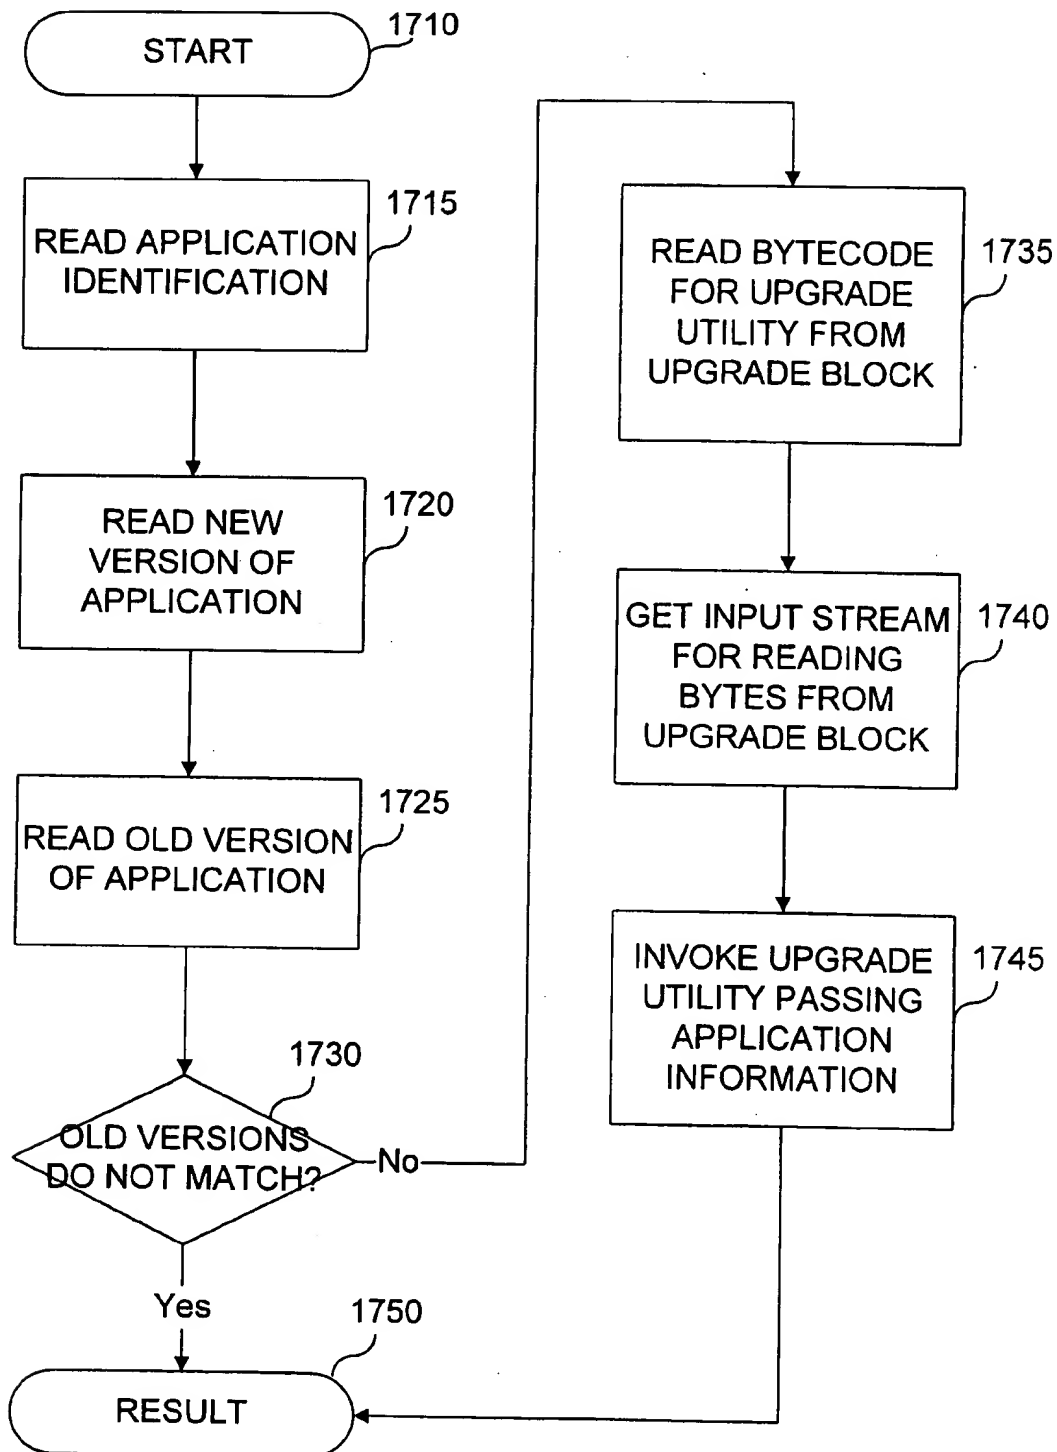 START
1710
READ APPLICATION
IDENTIFICATION
1715
READ NEW
VERSION OF
APPLICATION
1720
READ OLD VERSION
OF APPLICATION
1725
OLD VERSIONS
DO NOT MATCH?
1730
No
Yes
READ BYTECODE
FOR UPGRADE
UTILITY FROM
UPGRADE BLOCK
1735
GET INPUT STREAM
FOR READING
BYTES FROM
UPGRADE BLOCK
1740
INVOKE UPGRADE
UTILITY PASSING
APPLICATION
INFORMATION
1745
RESULT
1750